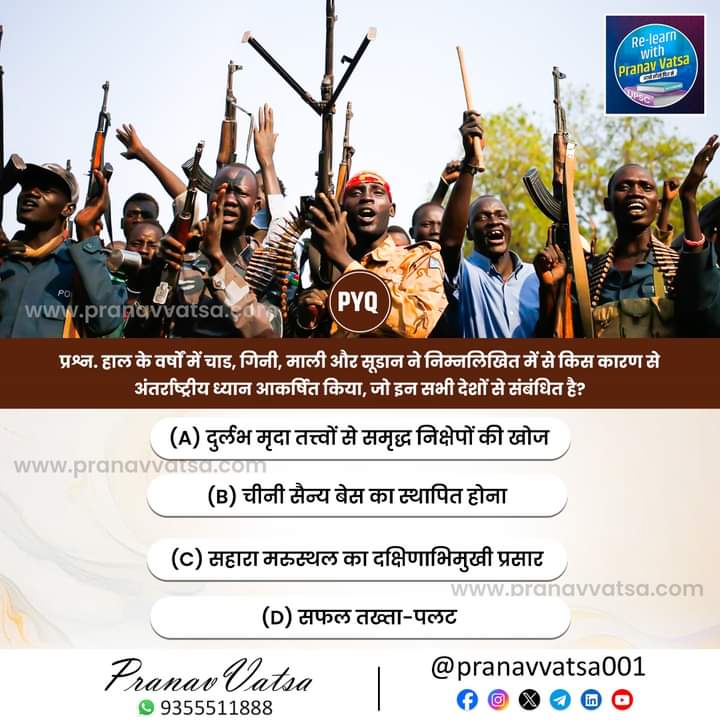 Re-learn
with
Pranav Vatsa
UPSC
PO
www.pranavvatsa.com
PYQ
प्रश्न. हाल के वर्षों में चाड, गिनी, माली और सूडान ने निम्नलिखित में से किस कारण से
अंतर्राष्ट्रीय ध्यान आकर्षित किया, जो इन सभी देशों से संबंधित है?
(A) दुर्लभ मृदा तत्त्वों से समृद्ध निक्षेपों की खोज
www.pranavvatsa.com
(B) चीनी सैन्य बेस का स्थापित होना
(C) सहारा मरुस्थल का दक्षिणाभिमुखी प्रसार
www.pranavvatsa.com
(D) सफल तख्ता-पलट
Pranav Vatsa
9355511888
@pranavvatsa001